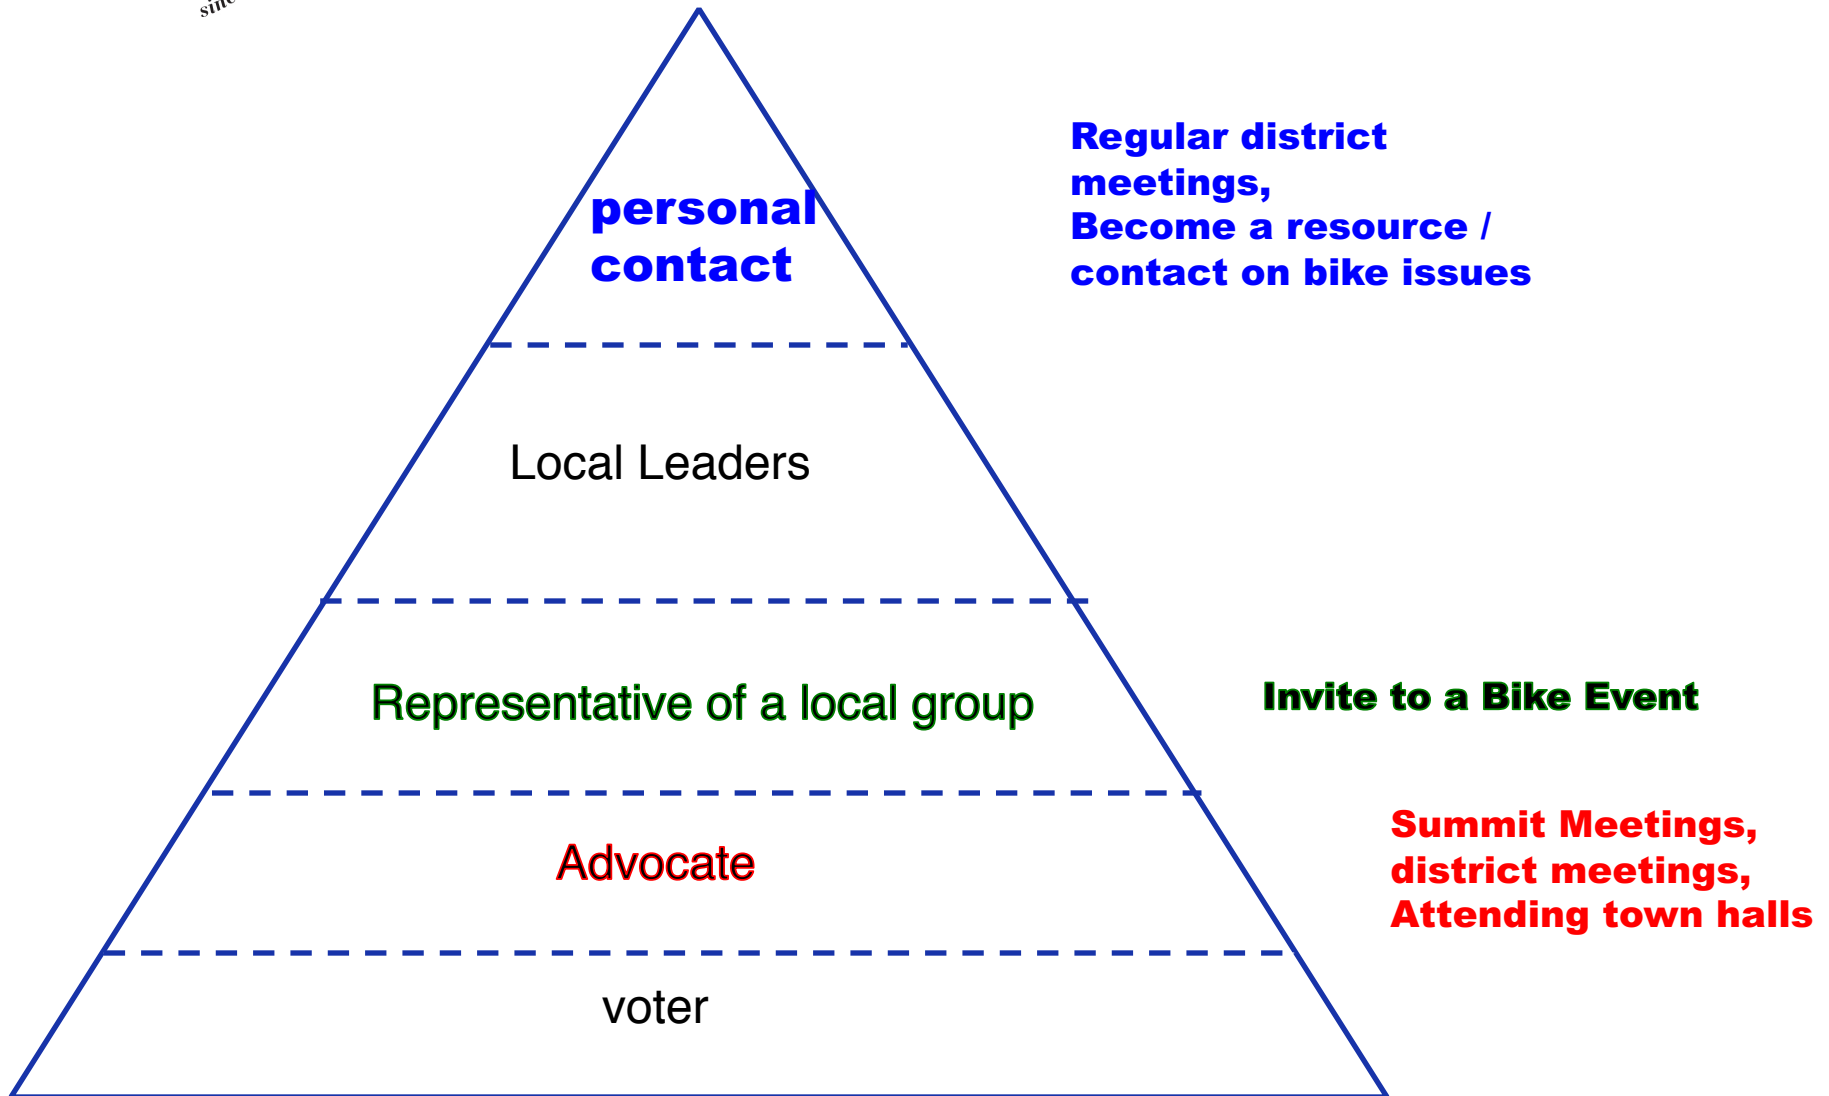 personal
contact
Regular district
meetings,
Become a resource /
contact on bike issues
Local Leaders
Representative of a local group
Invite to a Bike Event
Advocate
Summit Meetings,
district meetings,
Attending town halls
voter